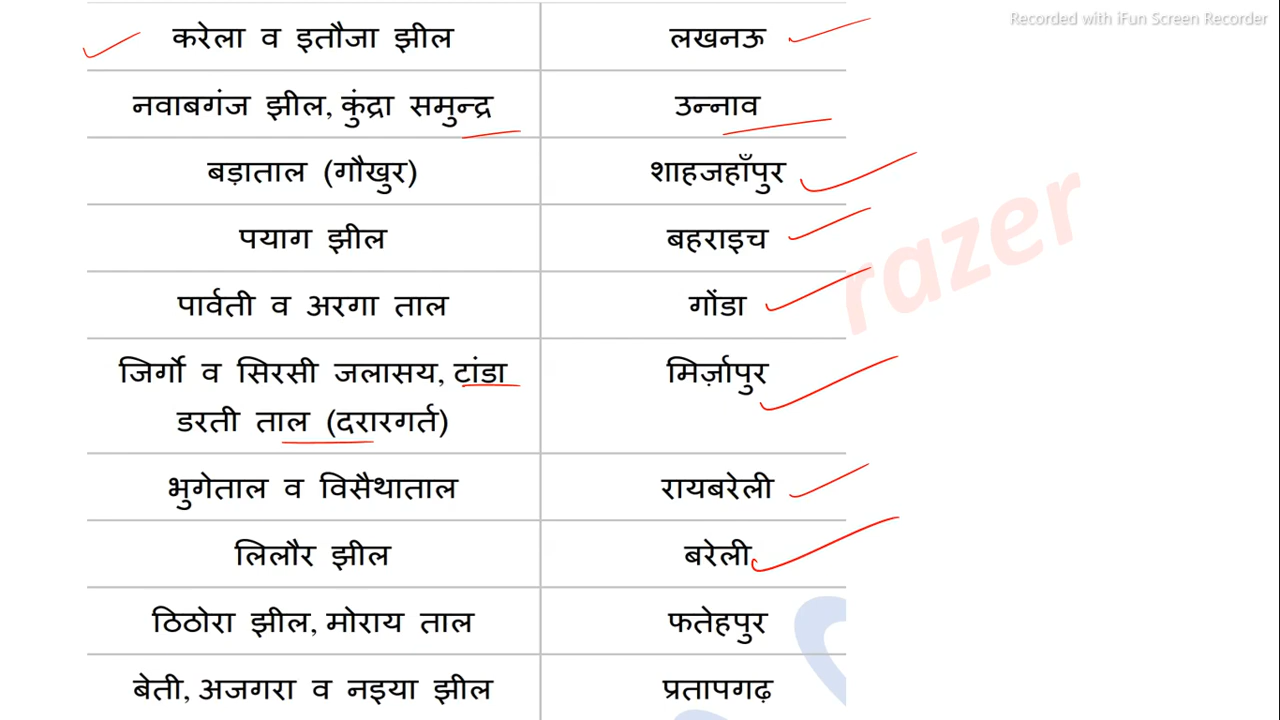 Recorded with iFun Screen Recorder
करेला व इतौजा झील लखनऊ
नवाबगंज झील, कुंद्रा समुन्द्र उन्नाव
बड़ाताल (गौखुर) शाहजहाँपुर
पयाग झील बहराइच
पार्वती व अरगा ताल गोंडा
जिर्गो व सिरसी जलासय, टांडा मिर्ज़ापुर
डरती ताल (दरारगर्त)
भुगेताल व विसैथाताल रायबरेली
लिलौर झील बरेली
ठिठोरा झील, मोराय ताल फतेहपुर
बेती, अजगरा व नइया झील प्रतापगढ़
razer